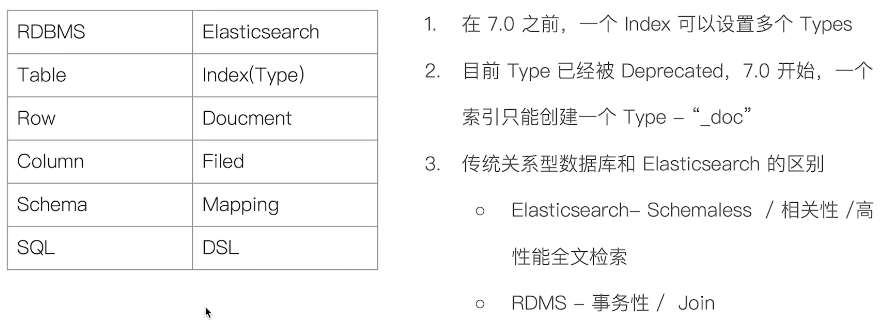 RDBMS Elasticsearch
Table Index(Type)
Row Doucment
Column Filed
Schema Mapping
SQL DSL
1. 在 7.0 之前，一个 Index 可以设置多个 Types
2. 目前 Type 已经被 Deprecated，7.0 开始，一个
索引只能创建一个 Type - “_doc”
3. 传统关系型数据库和 Elasticsearch 的区别
○ Elasticsearch- Schemaless / 相关性 /高
性能全文检索
○ RDMS - 事务性 / Join